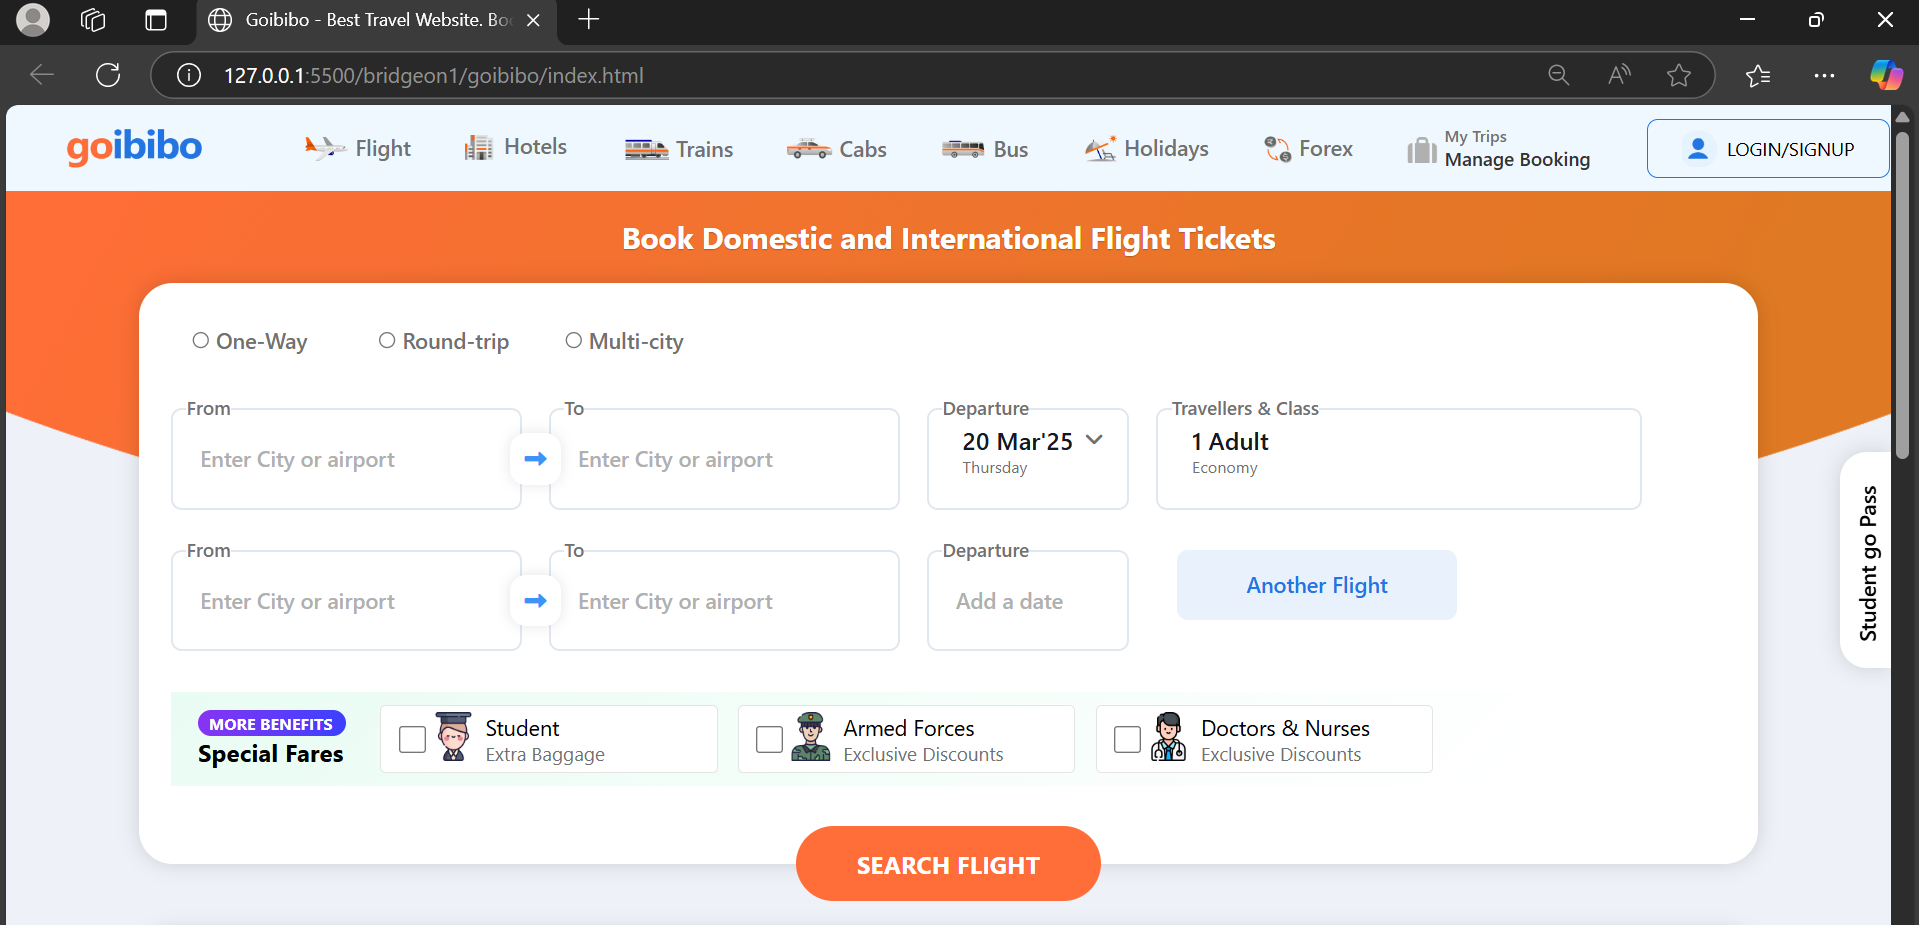 Goibibo - Best Travel Website. Bo
127.0.0.1:5500/bridgeon1/goibibo/index.html
goibibo
Flight
Hotels
Trains
Cabs
Bus
Holidays
Forex
My Trips
Manage Booking
LOGIN/SIGNUP
Book Domestic and International Flight Tickets
One-Way
Round-trip
Multi-city
From
Enter City or airport
To
Enter City or airport
Departure
20 Mar'25
Thursday
Travellers & Class
1 Adult
Economy
From
Enter City or airport
To
Enter City or airport
Departure
Add a date
Another Flight
Student go Pass
MORE BENEFITS
Special Fares
Student
Extra Baggage
Armed Forces
Exclusive Discounts
Doctors & Nurses
Exclusive Discounts
SEARCH FLIGHT